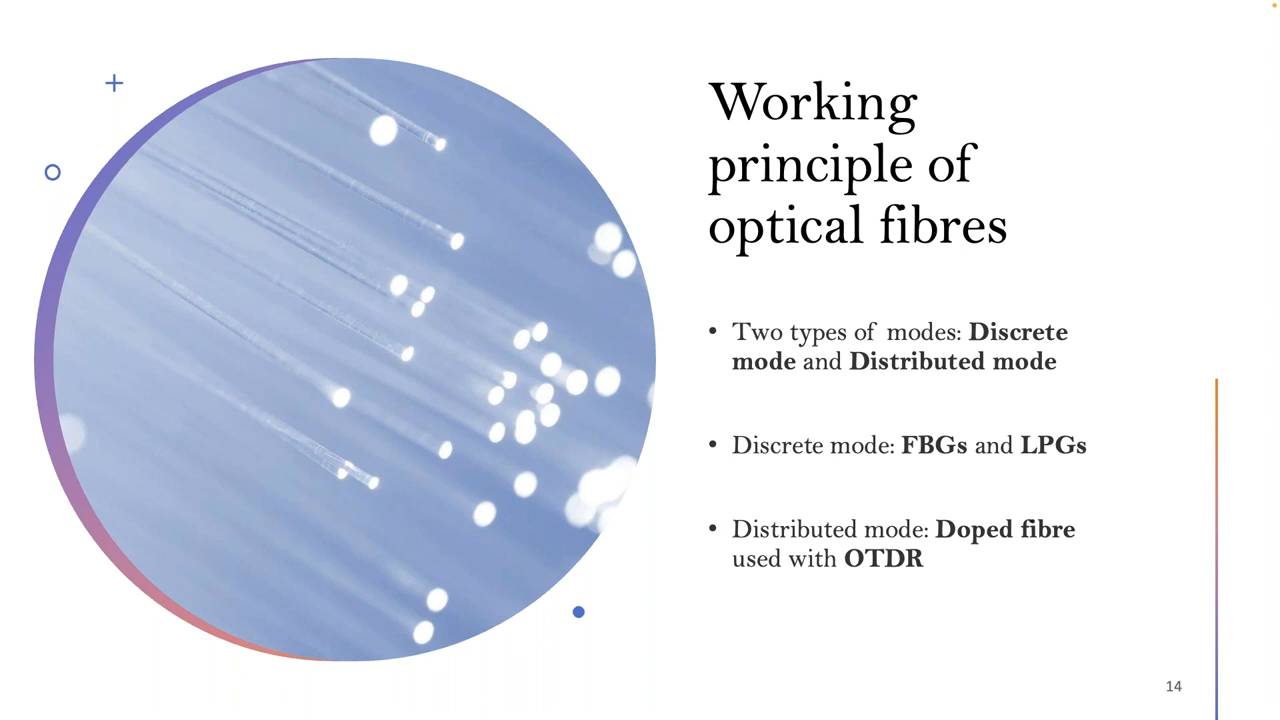 Working
principle of
optical fibres
• Two types of modes: Discrete
mode and Distributed mode
• Discrete mode: FBGs and LPGs
• Distributed mode: Doped fibre
used with OTDR
14